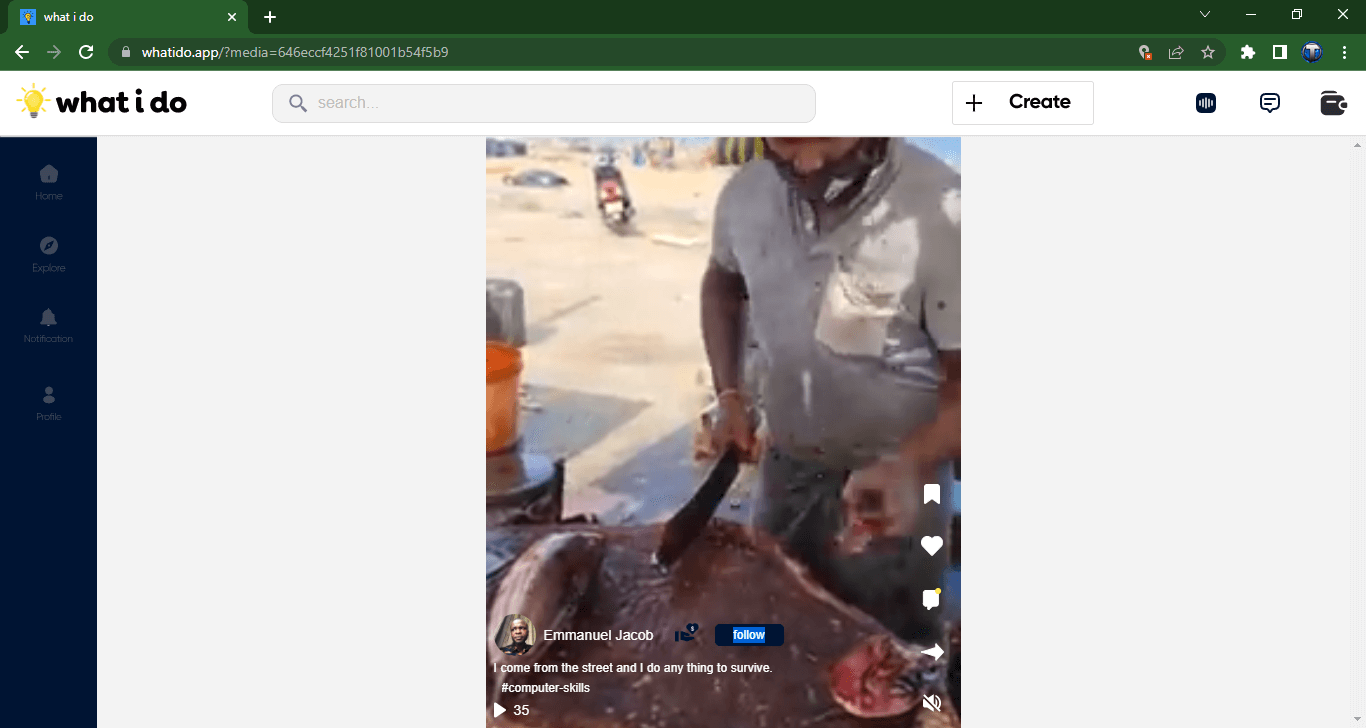 what i do
whatido.app/?media=646eccf4251f81001b54f5b9
what i do
search...
Create
Home
Explore
Notification
Profile
Emmanuel Jacob
follow
I come from the street and I do any thing to survive.
#computer-skills
35